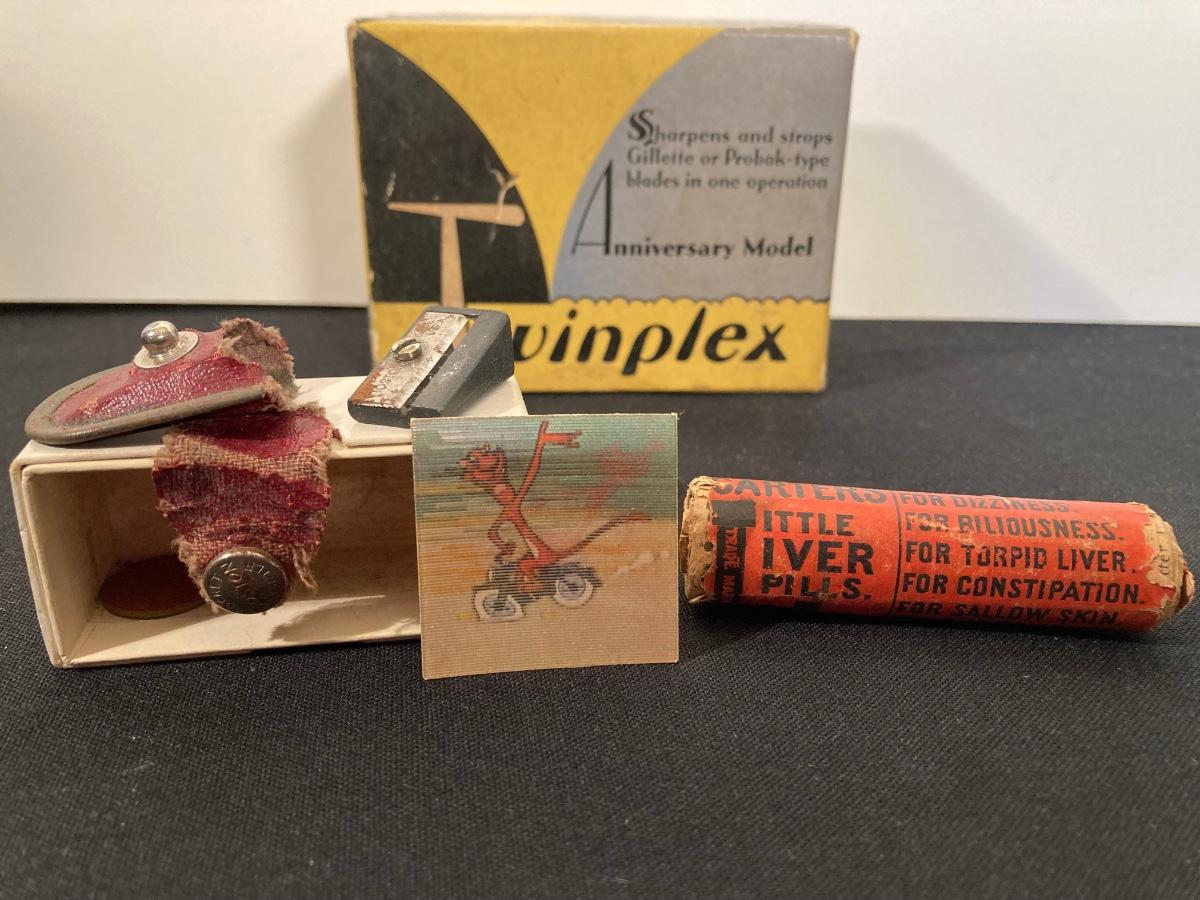 Sharpens and strops
Gillette or Probak-type
blades in one operation
Anniversary Model
winplex
CARTERS
ITTLE
IVER
PILLS.
FOR DIZZINESS.
FOR BILIOUSNESS.
FOR TORPID LIVER.
FOR CONSTIPATION.
FOR SALLOW SKIN.